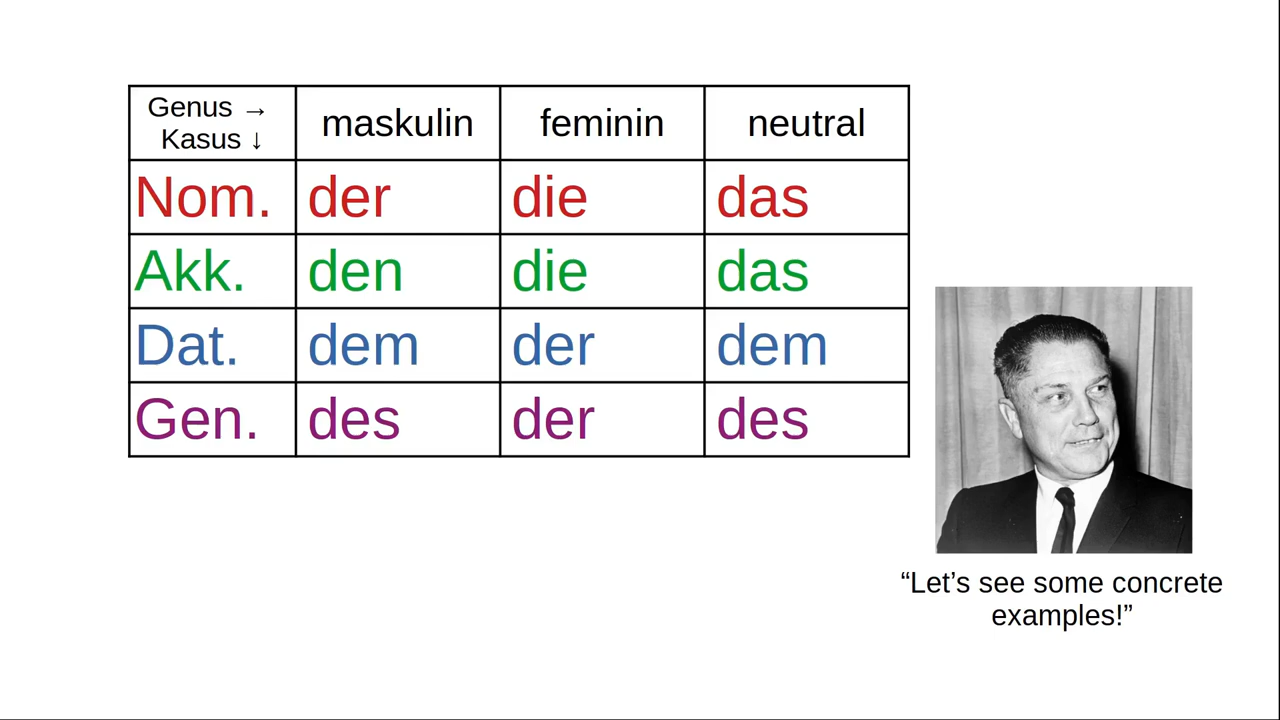 Genus → maskulin feminin neutral
Kasus ↓
Nom. der die das
Akk. den die das
Dat. dem der dem
Gen. des der des
“Let’s see some concrete
examples!”